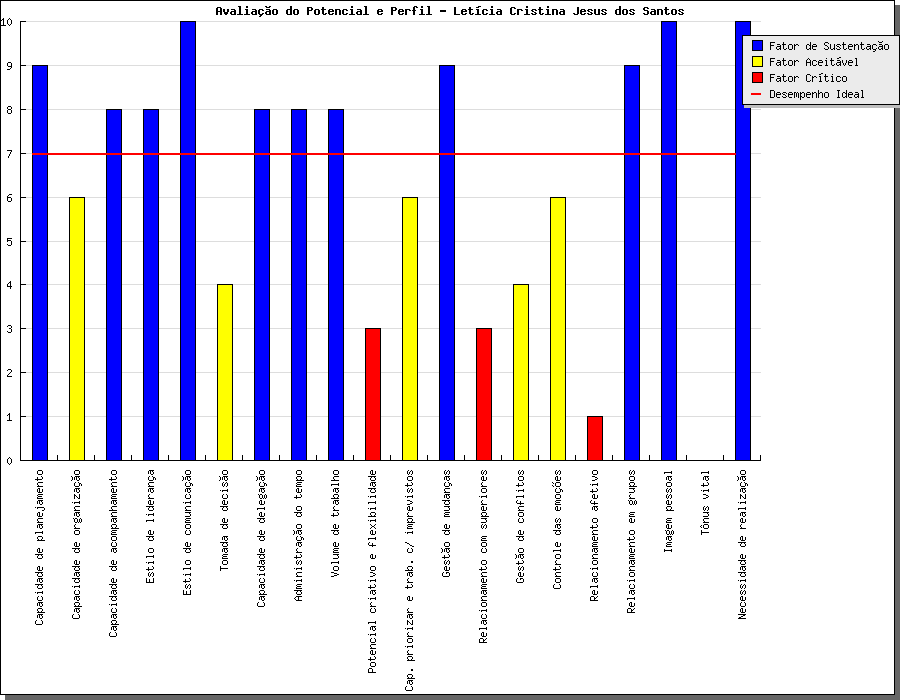 Avaliação do Potencial e Perfil - Letícia Cristina Jesus dos Santos
Fator de Sustentação
Fator Aceitável
Fator Crítico
Desempenho Ideal
10
9
8
7
6
5
4
3
2
1
0
Capacidade de planejamento
Capacidade de organização
Capacidade de acompanhamento
Estilo de liderança
Estilo de comunicação
Tomada de decisão
Capacidade de delegação
Administração do tempo
Volume de trabalho
Potencial criativo e flexibilidade
Cap. priorizar e trab. c/ imprevistos
Gestão de mudanças
Relacionamento com superiores
Gestão de conflitos
Controle das emoções
Relacionamento afetivo
Relacionamento em grupos
Imagem pessoal
Tônus vital
Necessidade de realização